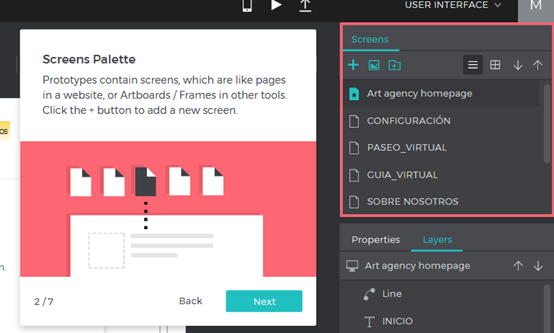 USER INTERFACE
M
Screens Palette
Prototypes contain screens, which are like pages
in a website, or Artboards / Frames in other tools.
Click the + button to add a new screen.
2 / 7
Back
Next
os
n.
Screens
Art agency homepage
CONFIGURACIÓN
PASEO_VIRTUAL
GUIA_VIRTUAL
SOBRE NOSOTROS
Properties
Layers
Art agency homepage
Line
INICIO